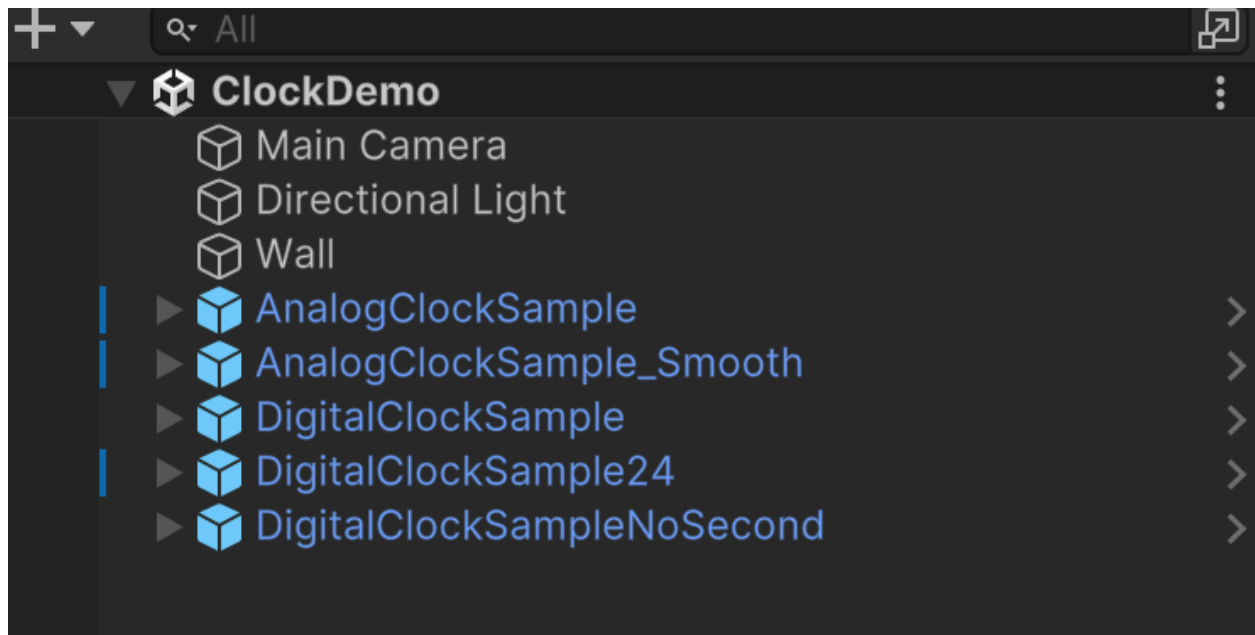 All
ClockDemo
Main Camera
Directional Light
Wall
AnalogClockSample
AnalogClockSample_Smooth
DigitalClockSample
DigitalClockSample24
DigitalClockSampleNoSecond